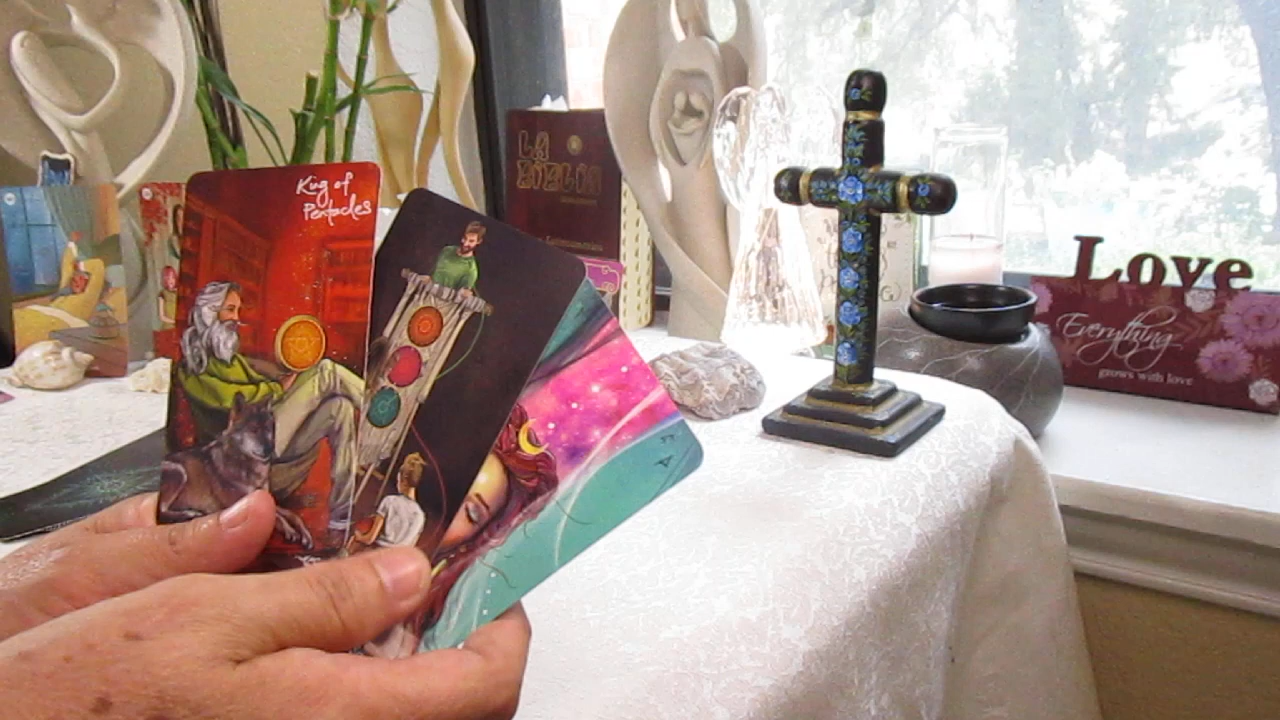 King of
Pentacles
LA
BIBLIA
Love
Everything
grows with love